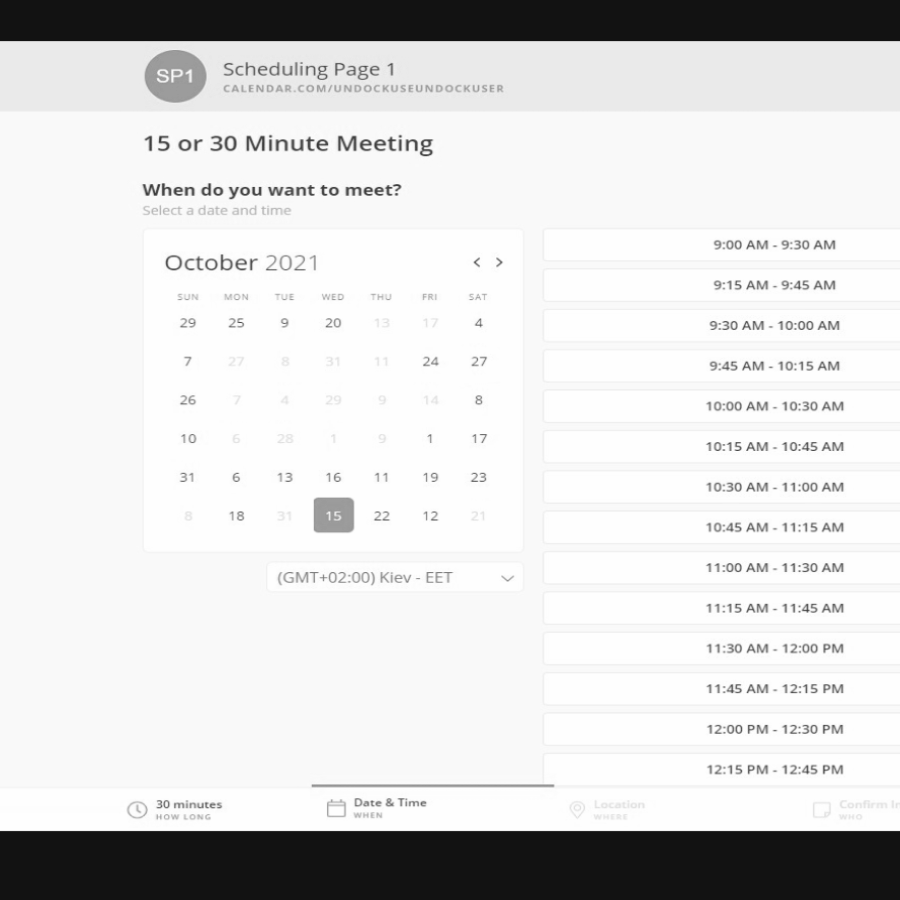 SP1
Scheduling Page 1
CALENDAR.COM/UNDOCKUSEUNDOCKUSER
15 or 30 Minute Meeting
When do you want to meet?
Select a date and time
October 2021
SUN MON TUE WED THU FRI SAT
29 25 9 20 13 17 4
7 27 8 31 11 24 27
26 7 4 29 9 14 8
10 6 28 1 9 1 17
31 6 13 16 11 19 23
8 18 31 15 22 12 21
(GMT+02:00) Kiev - EET
9:00 AM - 9:30 AM
9:15 AM - 9:45 AM
9:30 AM - 10:00 AM
9:45 AM - 10:15 AM
10:00 AM - 10:30 AM
10:15 AM - 10:45 AM
10:30 AM - 11:00 AM
10:45 AM - 11:15 AM
11:00 AM - 11:30 AM
11:15 AM - 11:45 AM
11:30 AM - 12:00 PM
11:45 AM - 12:15 PM
12:00 PM - 12:30 PM
12:15 PM - 12:45 PM
30 minutes
HOW LONG
Date & Time
WHEN
Location
WHERE
Confirm
WHO